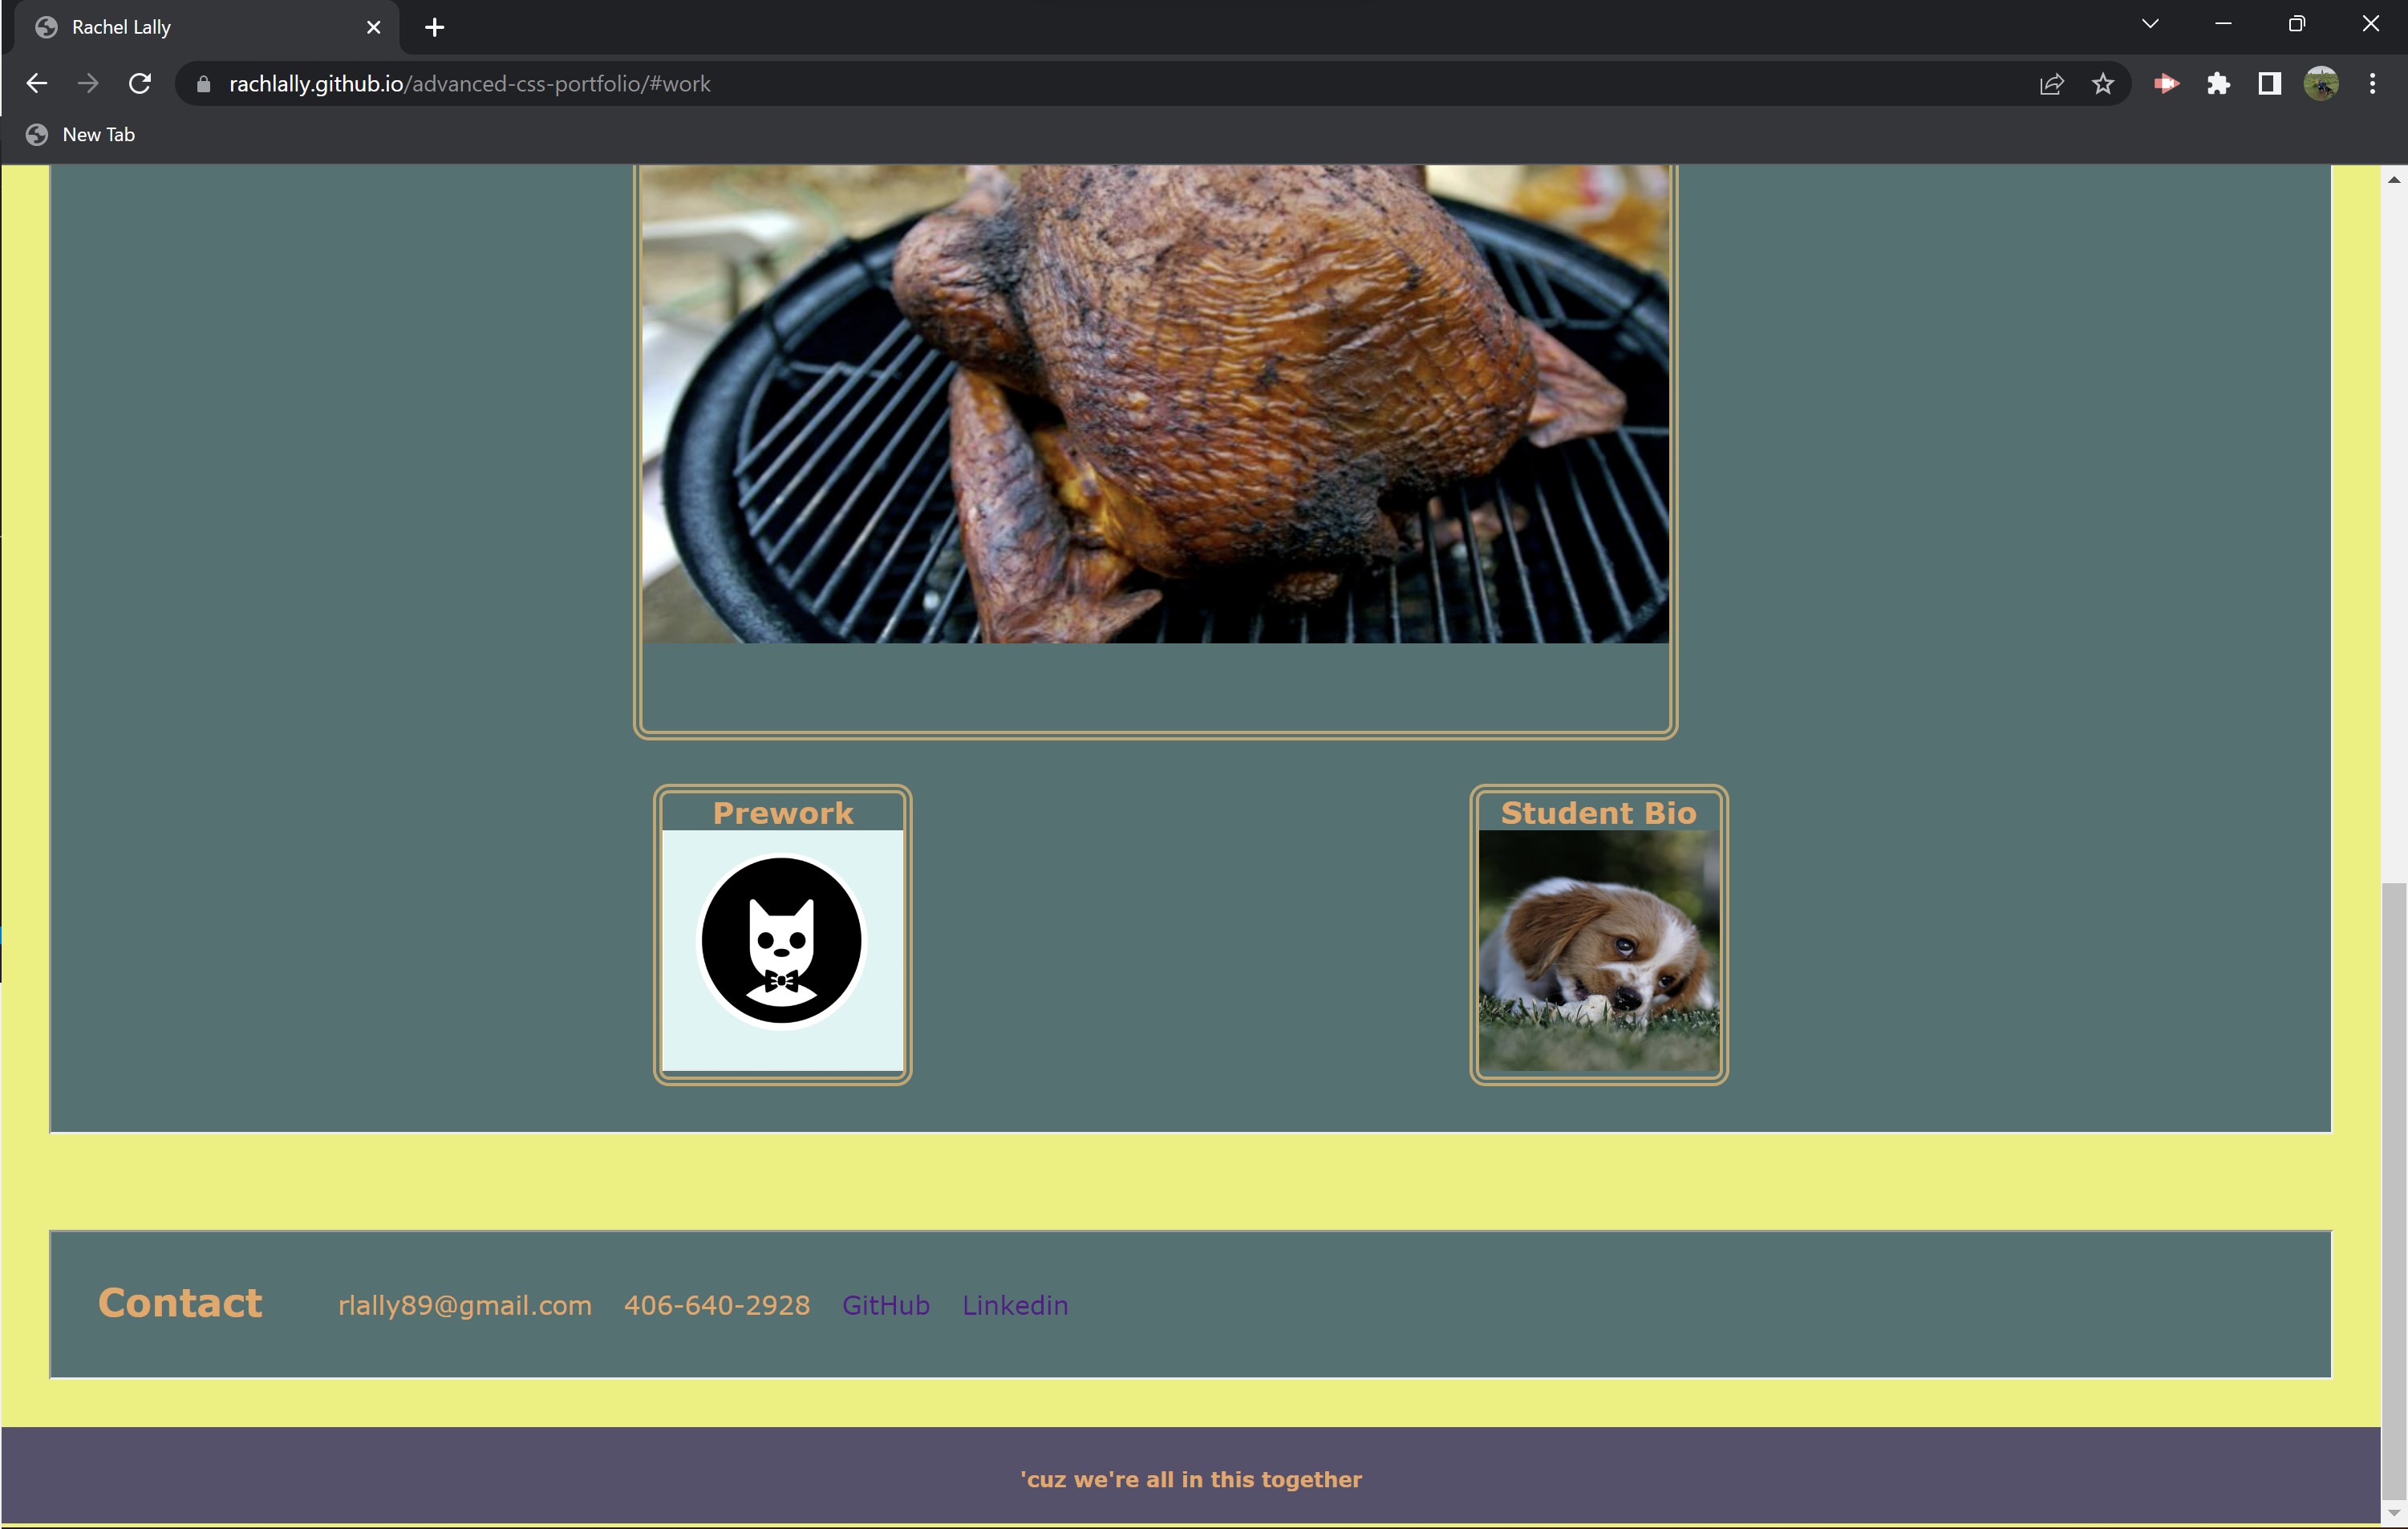 Rachel Lally
rachlally.github.io/advanced-css-portfolio/#work
New Tab
Prework
Student Bio
Contact rlally89@gmail.com 406-640-2928 GitHub Linkedin
'cuz we're all in this together